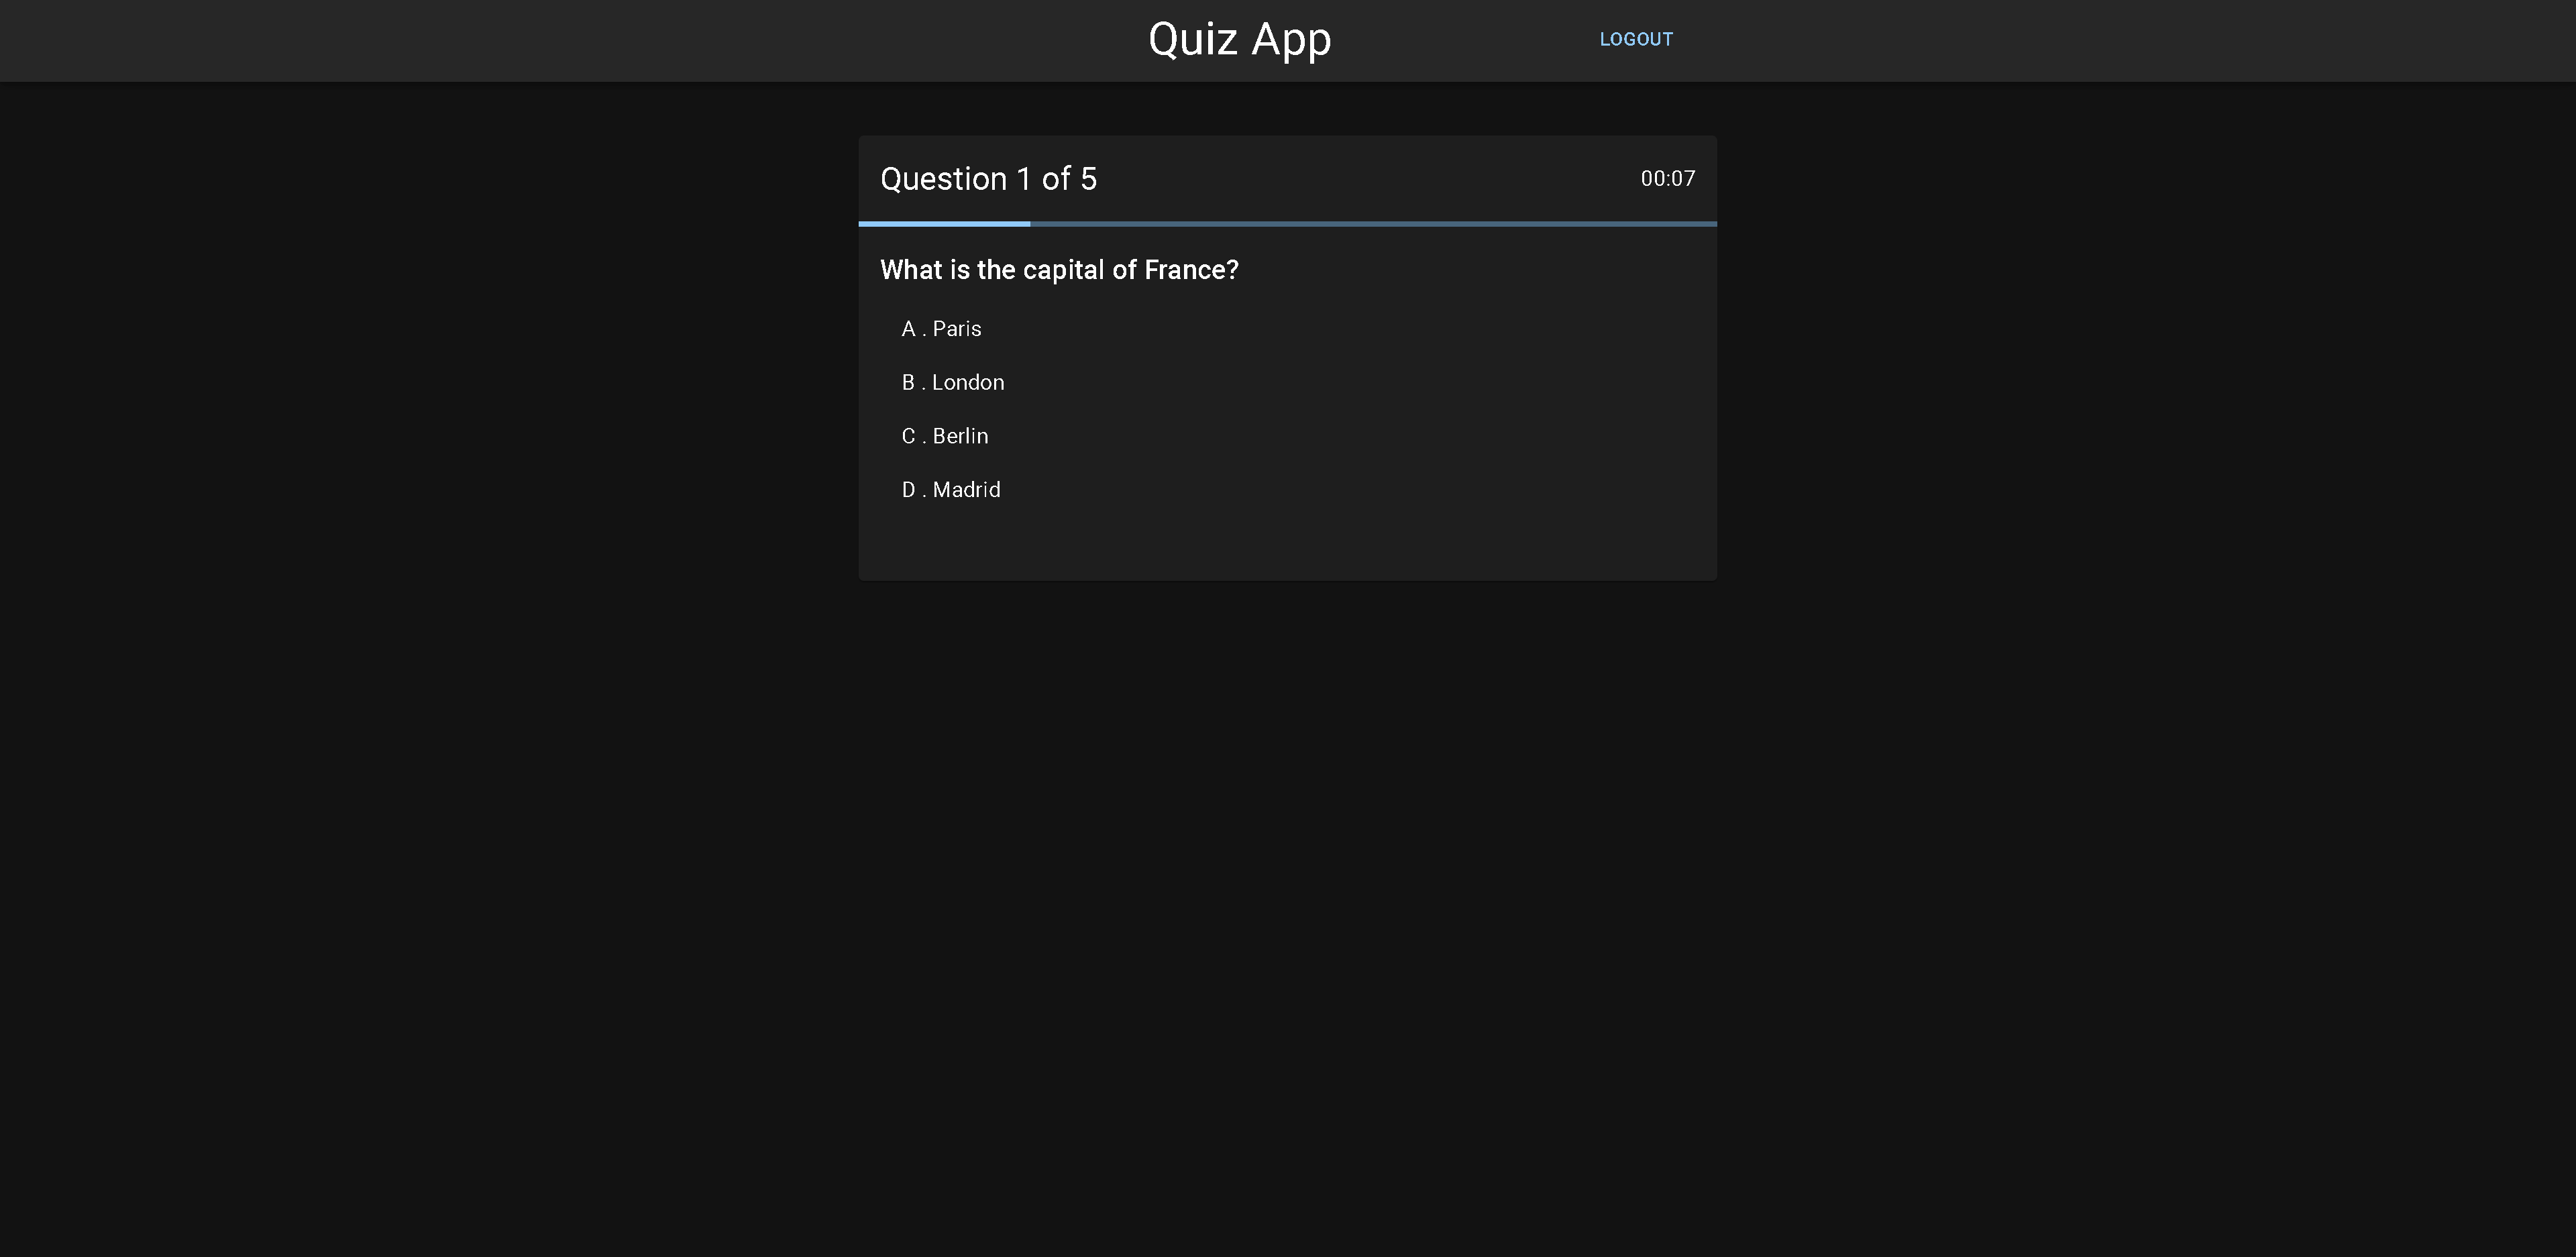 Quiz App
LOGOUT
Question 1 of 5
00:07
What is the capital of France?
A . Paris
B . London
C . Berlin
D . Madrid